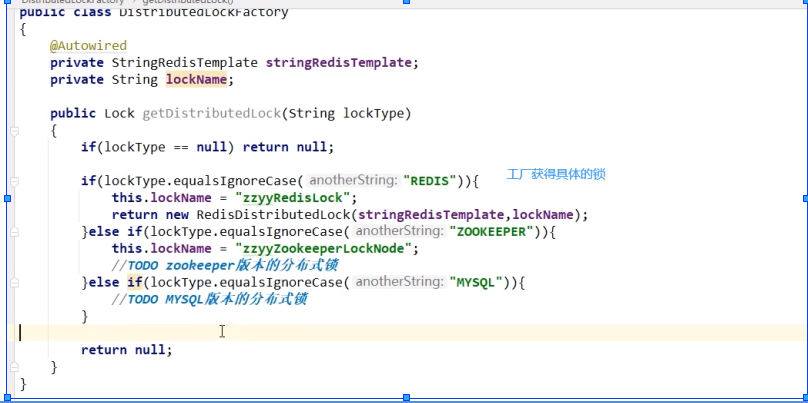 DistributedLockFactory › getDistributedLock()
public class DistributedLockFactory
{
@Autowired
private StringRedisTemplate stringRedisTemplate;
private String lockName;
public Lock getDistributedLock(String lockType)
{
if(lockType == null) return null;
if(lockType.equalsIgnoreCase( anotherString: "REDIS")){ 工厂获得具体的锁
this.lockName = "zzyyRedisLock";
return new RedisDistributedLock(stringRedisTemplate,lockName);
}else if(lockType.equalsIgnoreCase( anotherString: "ZOOKEEPER")){
this.lockName = "zzyyZookeeperLockNode";
//TODO zookeeper版本的分布式锁
}else if(lockType.equalsIgnoreCase( anotherString: "MYSQL")){
//TODO MYSQL版本的分布式锁
}
return null;
}
}